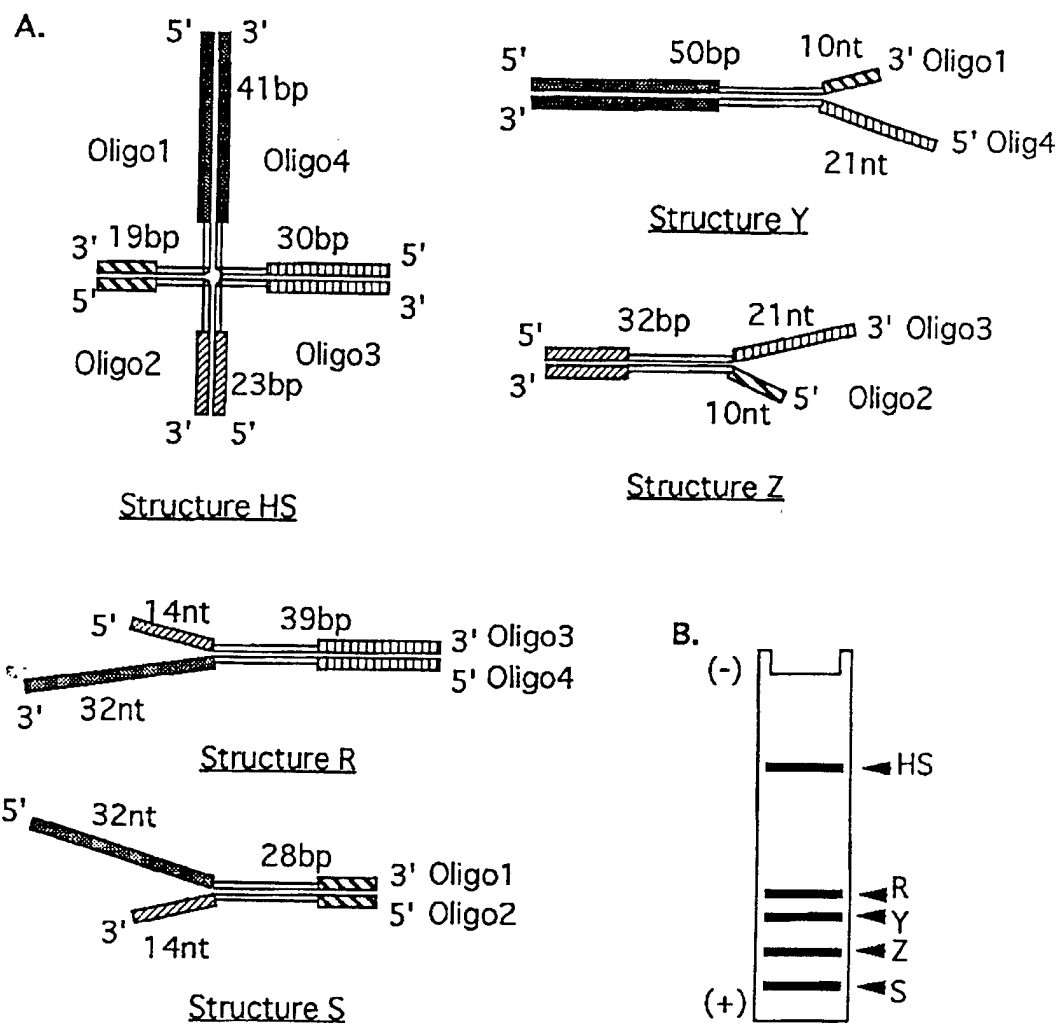 A.
5' 3'
41bp
Oligo1 Oligo4
3' 19bp 30bp 5'
5' 3'
Oligo2 Oligo3
23bp
3' 5'
Structure HS
5' 50bp 10nt 3' Oligo1
3' 5' Olig4
21nt
Structure Y
5' 32bp 21nt 3' Oligo3
3' 10nt 5' Oligo2
Structure Z
5' 14nt 39bp 3' Oligo3
5' Oligo4
3' 32nt
Structure R
5' 32nt 28bp 3' Oligo1
3' 5' Oligo2
14nt
Structure S
B.
(-)
HS
R
Y
Z
S
(+)